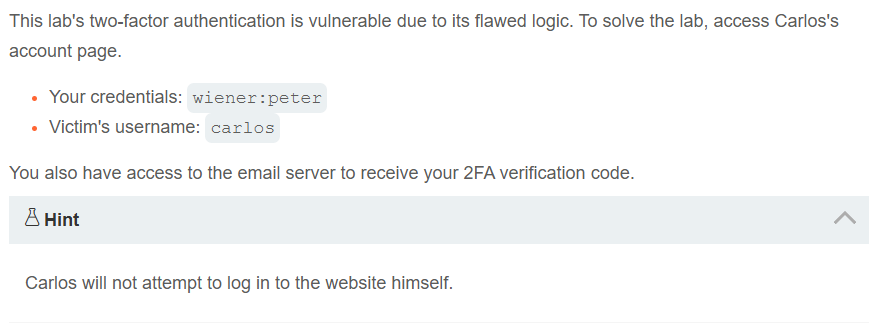 This lab's two-factor authentication is vulnerable due to its flawed logic. To solve the lab, access Carlos's
account page.
• Your credentials: wiener:peter
• Victim's username: carlos
You also have access to the email server to receive your 2FA verification code.
Hint
Carlos will not attempt to log in to the website himself.